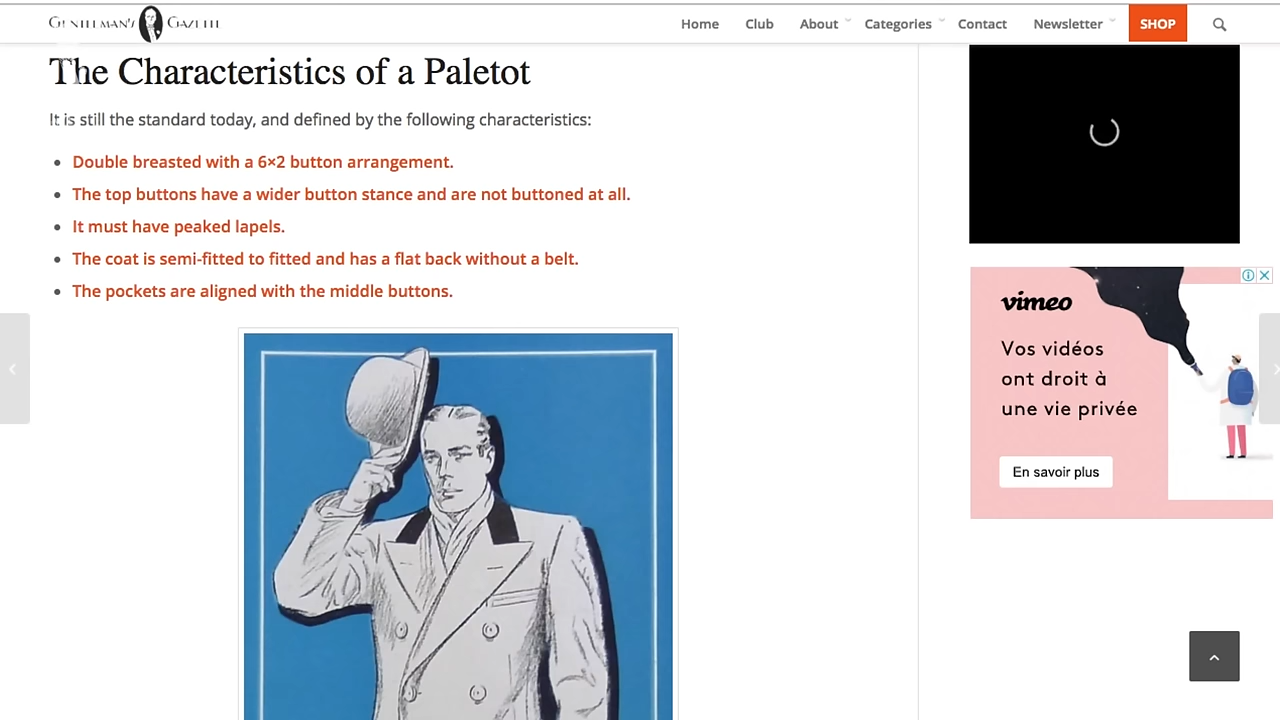 GENTLEMAN'S GAZETTE
Home Club About Categories Contact Newsletter SHOP
The Characteristics of a Paletot
It is still the standard today, and defined by the following characteristics:
Double breasted with a 6×2 button arrangement.
The top buttons have a wider button stance and are not buttoned at all.
It must have peaked lapels.
The coat is semi-fitted to fitted and has a flat back without a belt.
The pockets are aligned with the middle buttons.
vimeo
Vos vidéos
ont droit à
une vie privée
En savoir plus